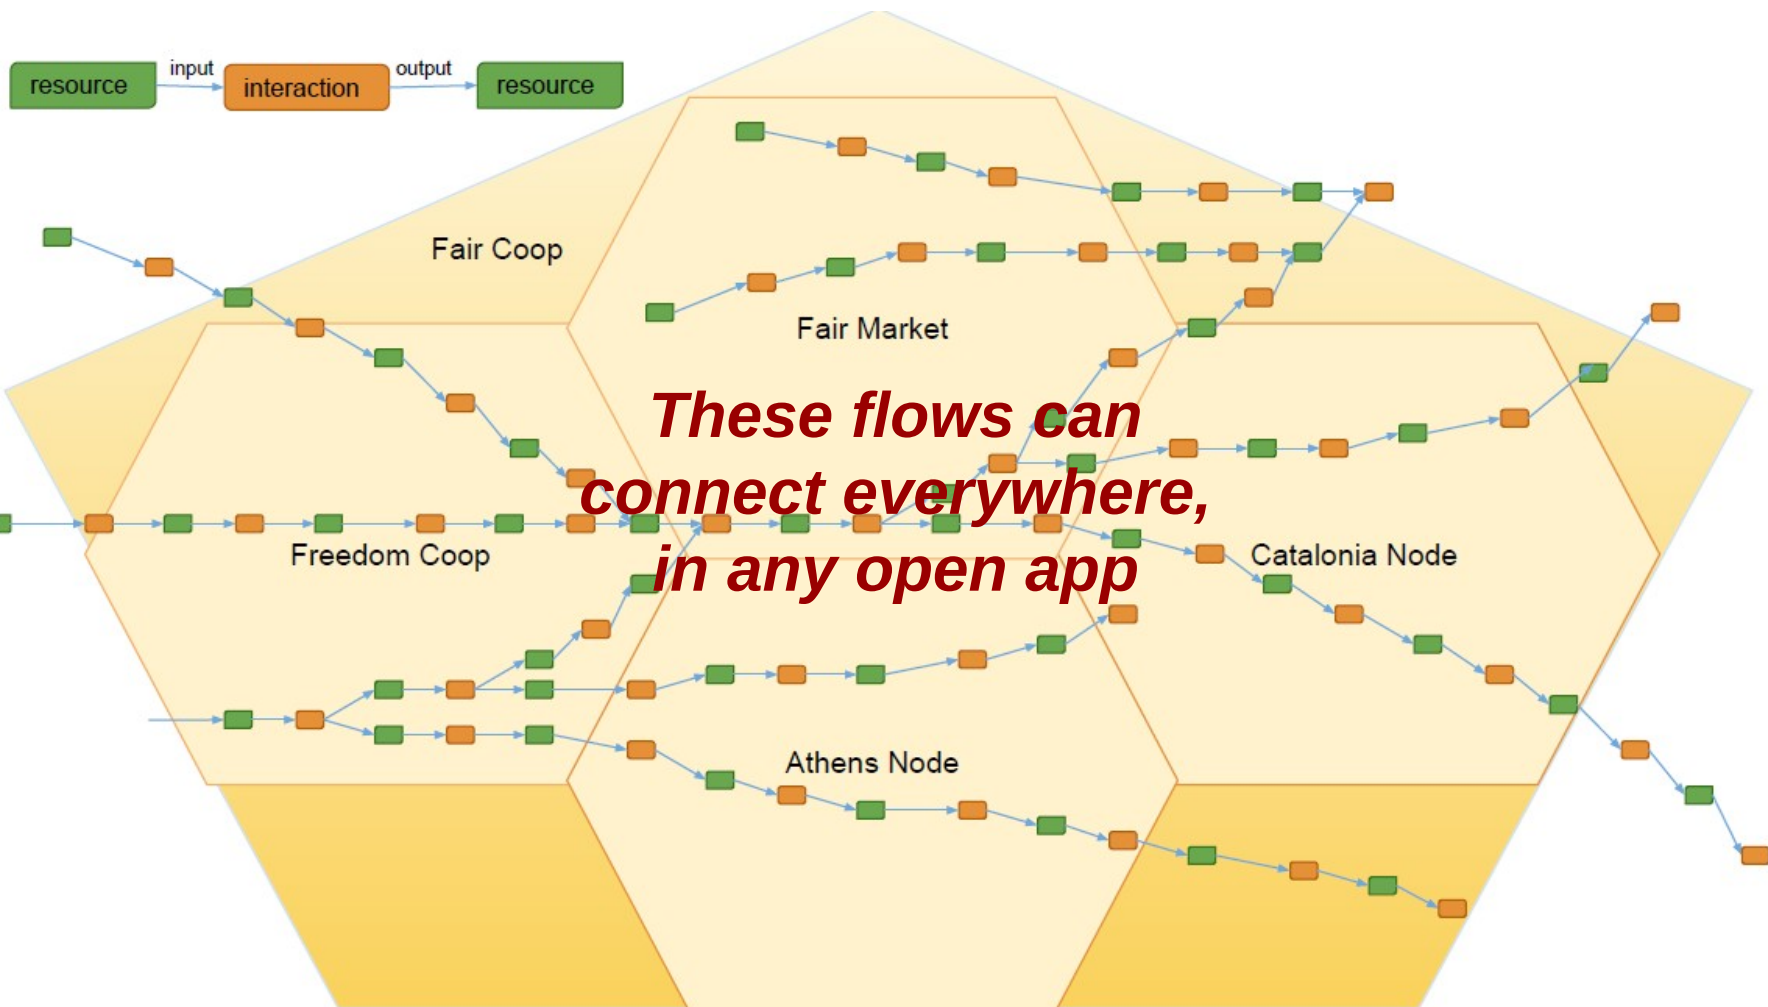 input
output
resource
interaction
resource
Fair Coop
Fair Market
These flows can
connect everywhere,
in any open app
Freedom Coop
Catalonia Node
Athens Node